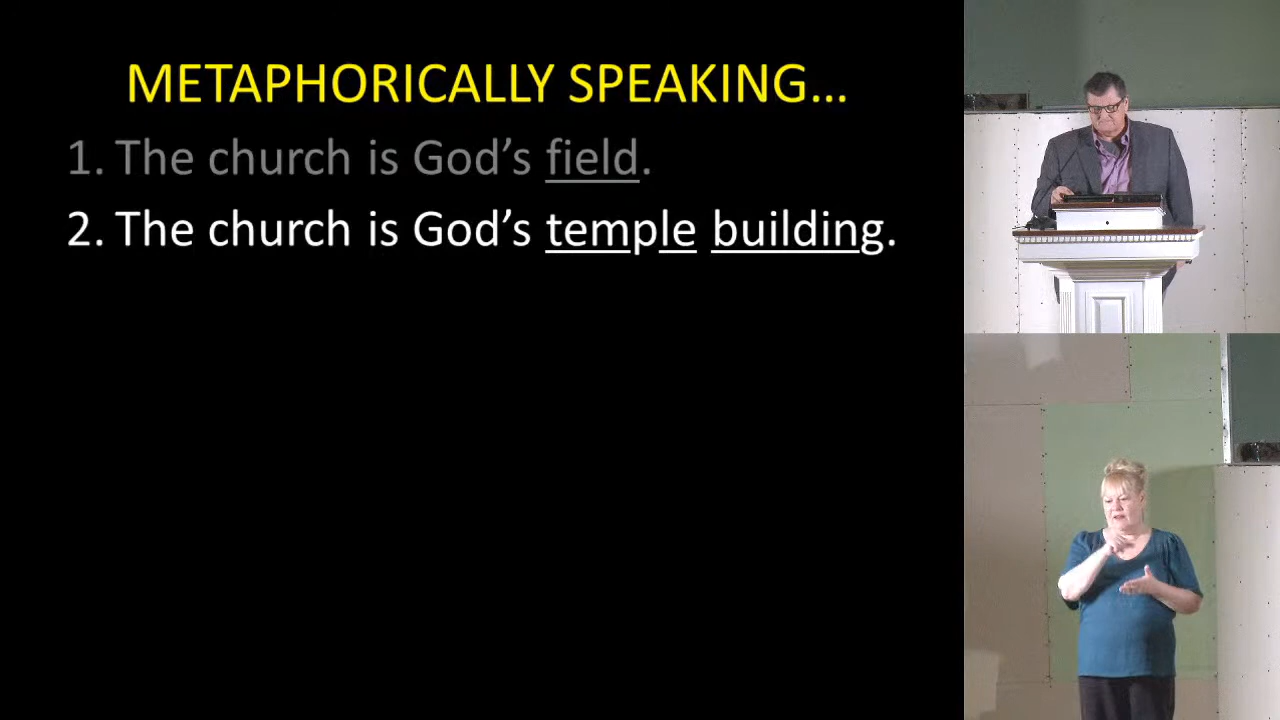 METAPHORICALLY SPEAKING…
1. The church is God’s field.
2. The church is God’s temple building.